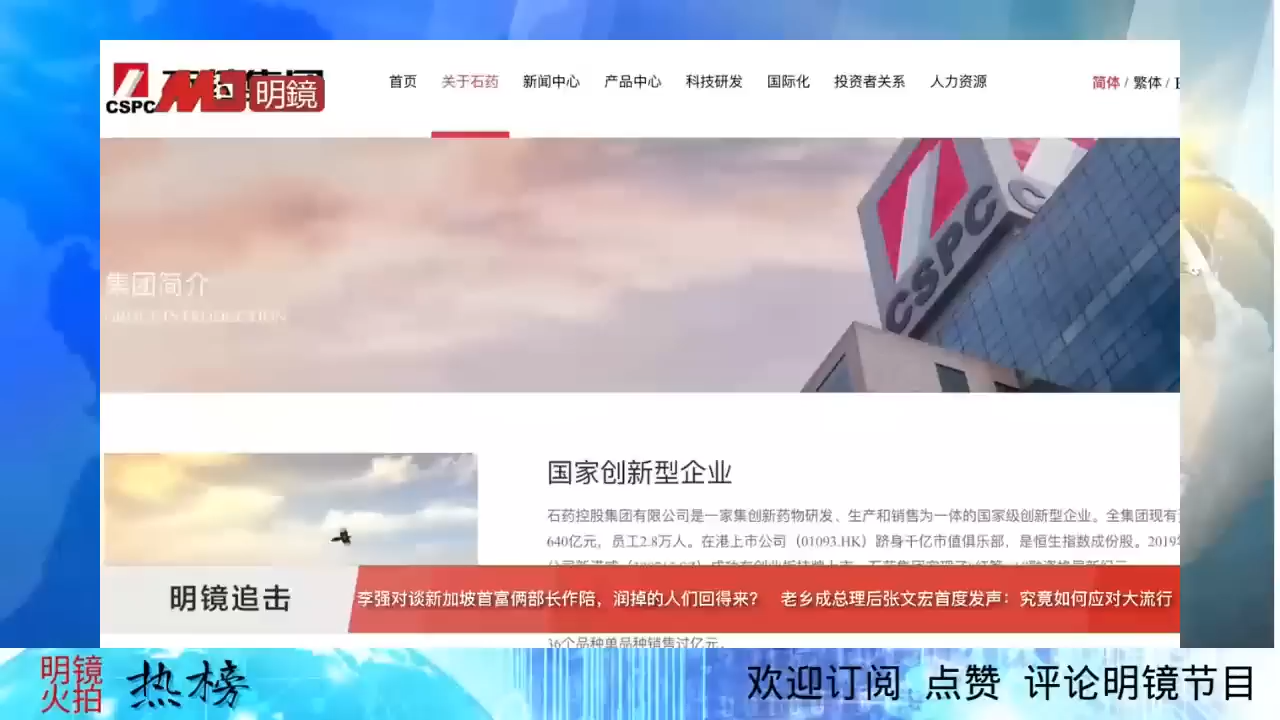 CSPC
明鏡
首页 关于石药 新闻中心 产品中心 科技研发 国际化 投资者关系 人力资源
简体 / 繁体 /
CSPC
集团简介
GROUP INTRODUCTION
国家创新型企业
石药控股集团有限公司是一家集创新药物研发、生产和销售为一体的国家级创新型企业。全集团现有
640亿元，员工2.8万人。在港上市公司（01093.HK）跻身千亿市值俱乐部，是恒生指数成份股。2019
明镜追击
李强对谈新加坡首富俩部长作陪，润掉的人们回得来？ 老乡成总理后张文宏首度发声：究竟如何应对大流行
36个品种单品种销售过亿元，
明镜火拍
热榜
欢迎订阅 点赞 评论明镜节目